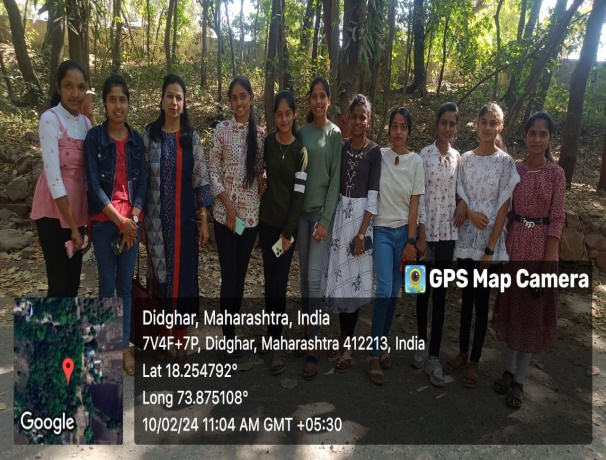 GPS Map Camera
Didghar, Maharashtra, India
7V4F+7P, Didghar, Maharashtra 412213, India
Lat 18.254792°
Long 73.875108°
10/02/24 11:04 AM GMT +05:30
Google